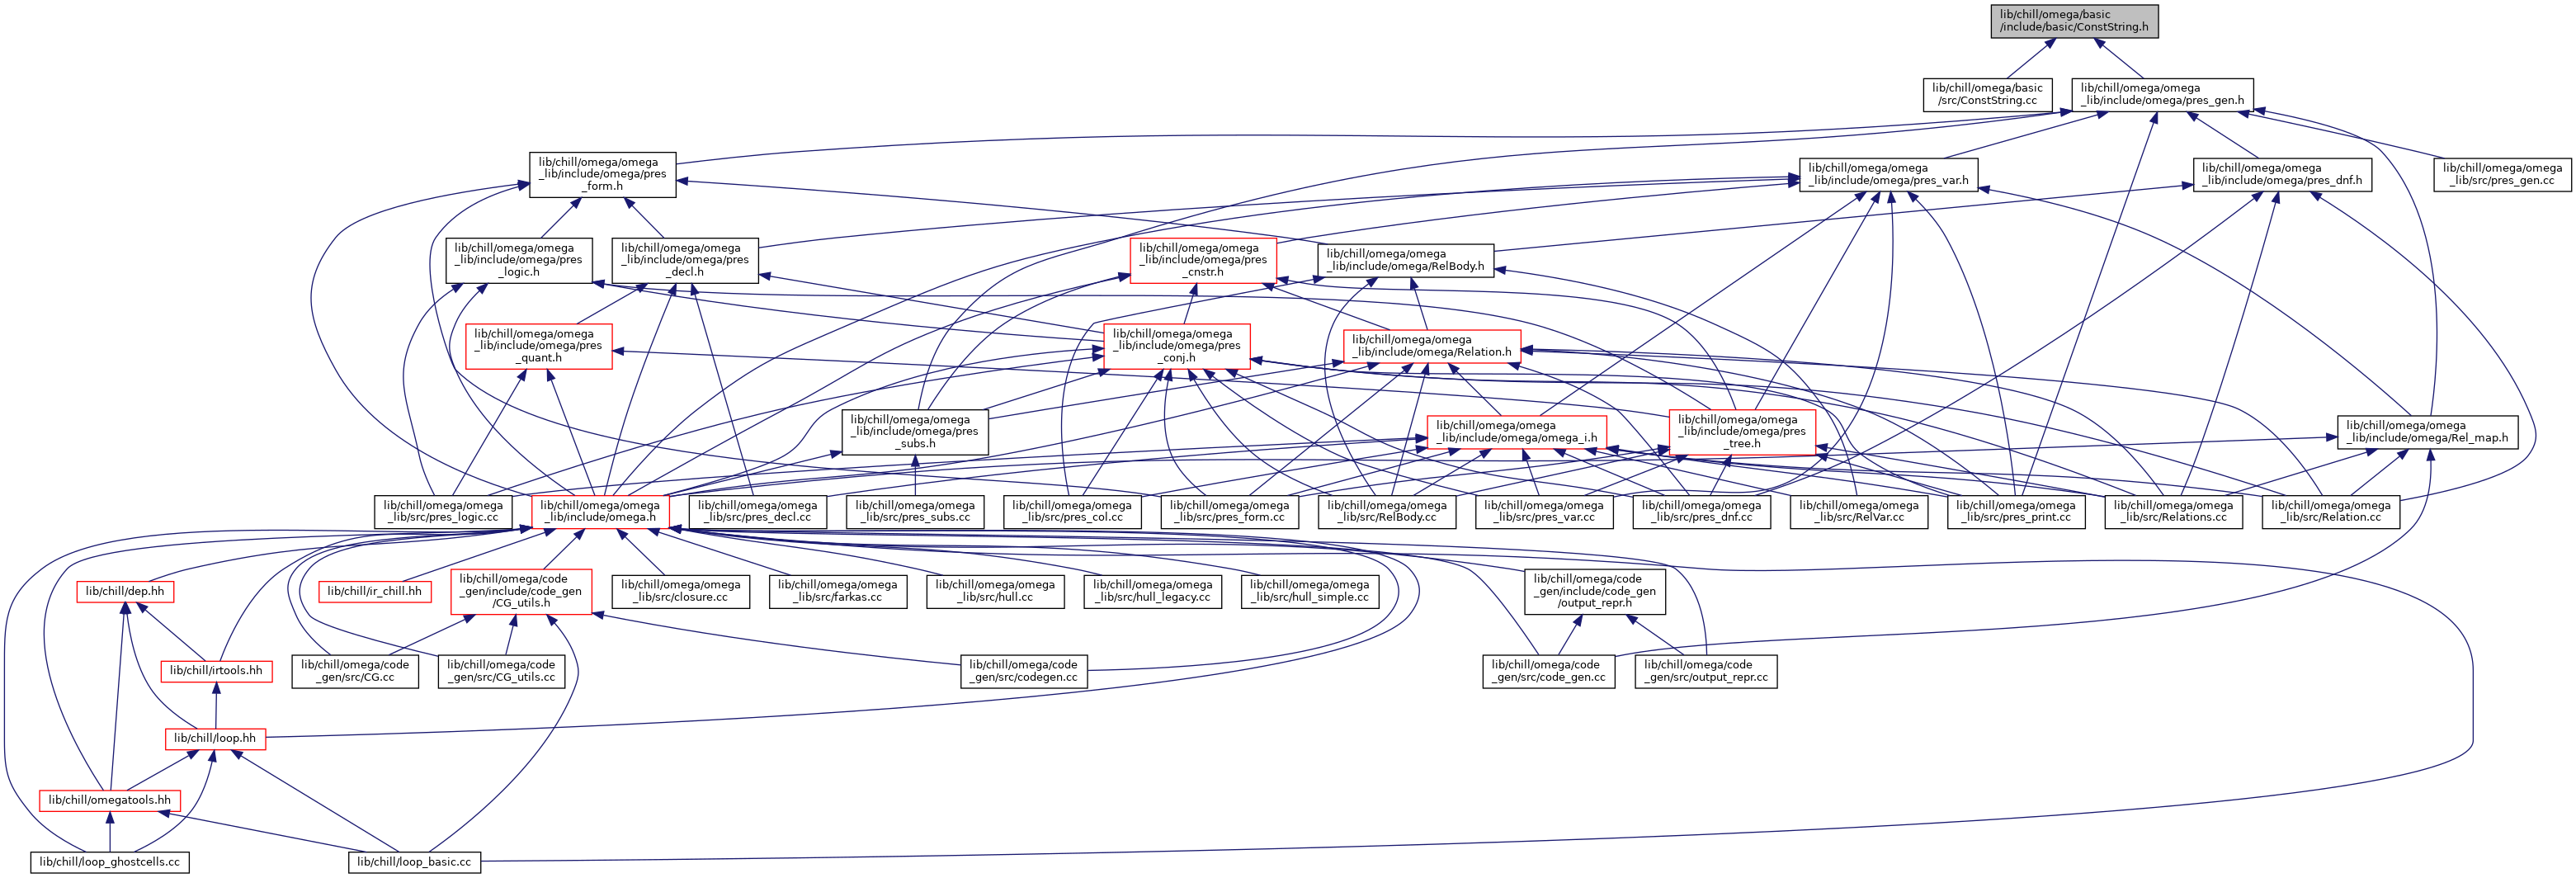 lib/chill/omega/basic
/include/basic/ConstString.h
lib/chill/omega/basic
/src/ConstString.cc
lib/chill/omega/omega
_lib/include/omega/pres_gen.h
lib/chill/omega/omega
_lib/include/omega/pres
_form.h
lib/chill/omega/omega
_lib/include/omega/pres_var.h
lib/chill/omega/omega
_lib/include/omega/pres_dnf.h
lib/chill/omega/omega
_lib/src/pres_gen.cc
lib/chill/omega/omega
_lib/include/omega/pres
_logic.h
lib/chill/omega/omega
_lib/include/omega/pres
_decl.h
lib/chill/omega/omega
_lib/include/omega/pres
_cnstr.h
lib/chill/omega/omega
_lib/include/omega/RelBody.h
lib/chill/omega/omega
_lib/include/omega/pres
_quant.h
lib/chill/omega/omega
_lib/include/omega/pres
_conj.h
lib/chill/omega/omega
_lib/include/omega/Relation.h
lib/chill/omega/omega
_lib/include/omega/pres
_subs.h
lib/chill/omega/omega
_lib/include/omega/omega_i.h
lib/chill/omega/omega
_lib/include/omega/pres
_tree.h
lib/chill/omega/omega
_lib/include/omega/Rel_map.h
lib/chill/omega/omega
_lib/src/pres_logic.cc
lib/chill/omega/omega
_lib/include/omega.h
lib/chill/omega/omega
_lib/src/pres_decl.cc
lib/chill/omega/omega
_lib/src/pres_subs.cc
lib/chill/omega/omega
_lib/src/pres_col.cc
lib/chill/omega/omega
_lib/src/pres_form.cc
lib/chill/omega/omega
_lib/src/RelBody.cc
lib/chill/omega/omega
_lib/src/pres_var.cc
lib/chill/omega/omega
_lib/src/pres_dnf.cc
lib/chill/omega/omega
_lib/src/RelVar.cc
lib/chill/omega/omega
_lib/src/pres_print.cc
lib/chill/omega/omega
_lib/src/Relations.cc
lib/chill/omega/omega
_lib/src/Relation.cc
lib/chill/dep.hh
lib/chill/ir_chill.hh
lib/chill/omega/code
_gen/include/code_gen
/CG_utils.h
lib/chill/omega/omega
_lib/src/closure.cc
lib/chill/omega/omega
_lib/src/farkas.cc
lib/chill/omega/omega
_lib/src/hull.cc
lib/chill/omega/omega
_lib/src/hull_legacy.cc
lib/chill/omega/omega
_lib/src/hull_simple.cc
lib/chill/omega/code
_gen/include/code_gen
/output_repr.h
lib/chill/irtools.hh
lib/chill/omega/code
_gen/src/CG.cc
lib/chill/omega/code
_gen/src/CG_utils.cc
lib/chill/omega/code
_gen/src/codegen.cc
lib/chill/omega/code
_gen/src/code_gen.cc
lib/chill/omega/code
_gen/src/output_repr.cc
lib/chill/loop.hh
lib/chill/omegatools.hh
lib/chill/loop_ghostcells.cc
lib/chill/loop_basic.cc